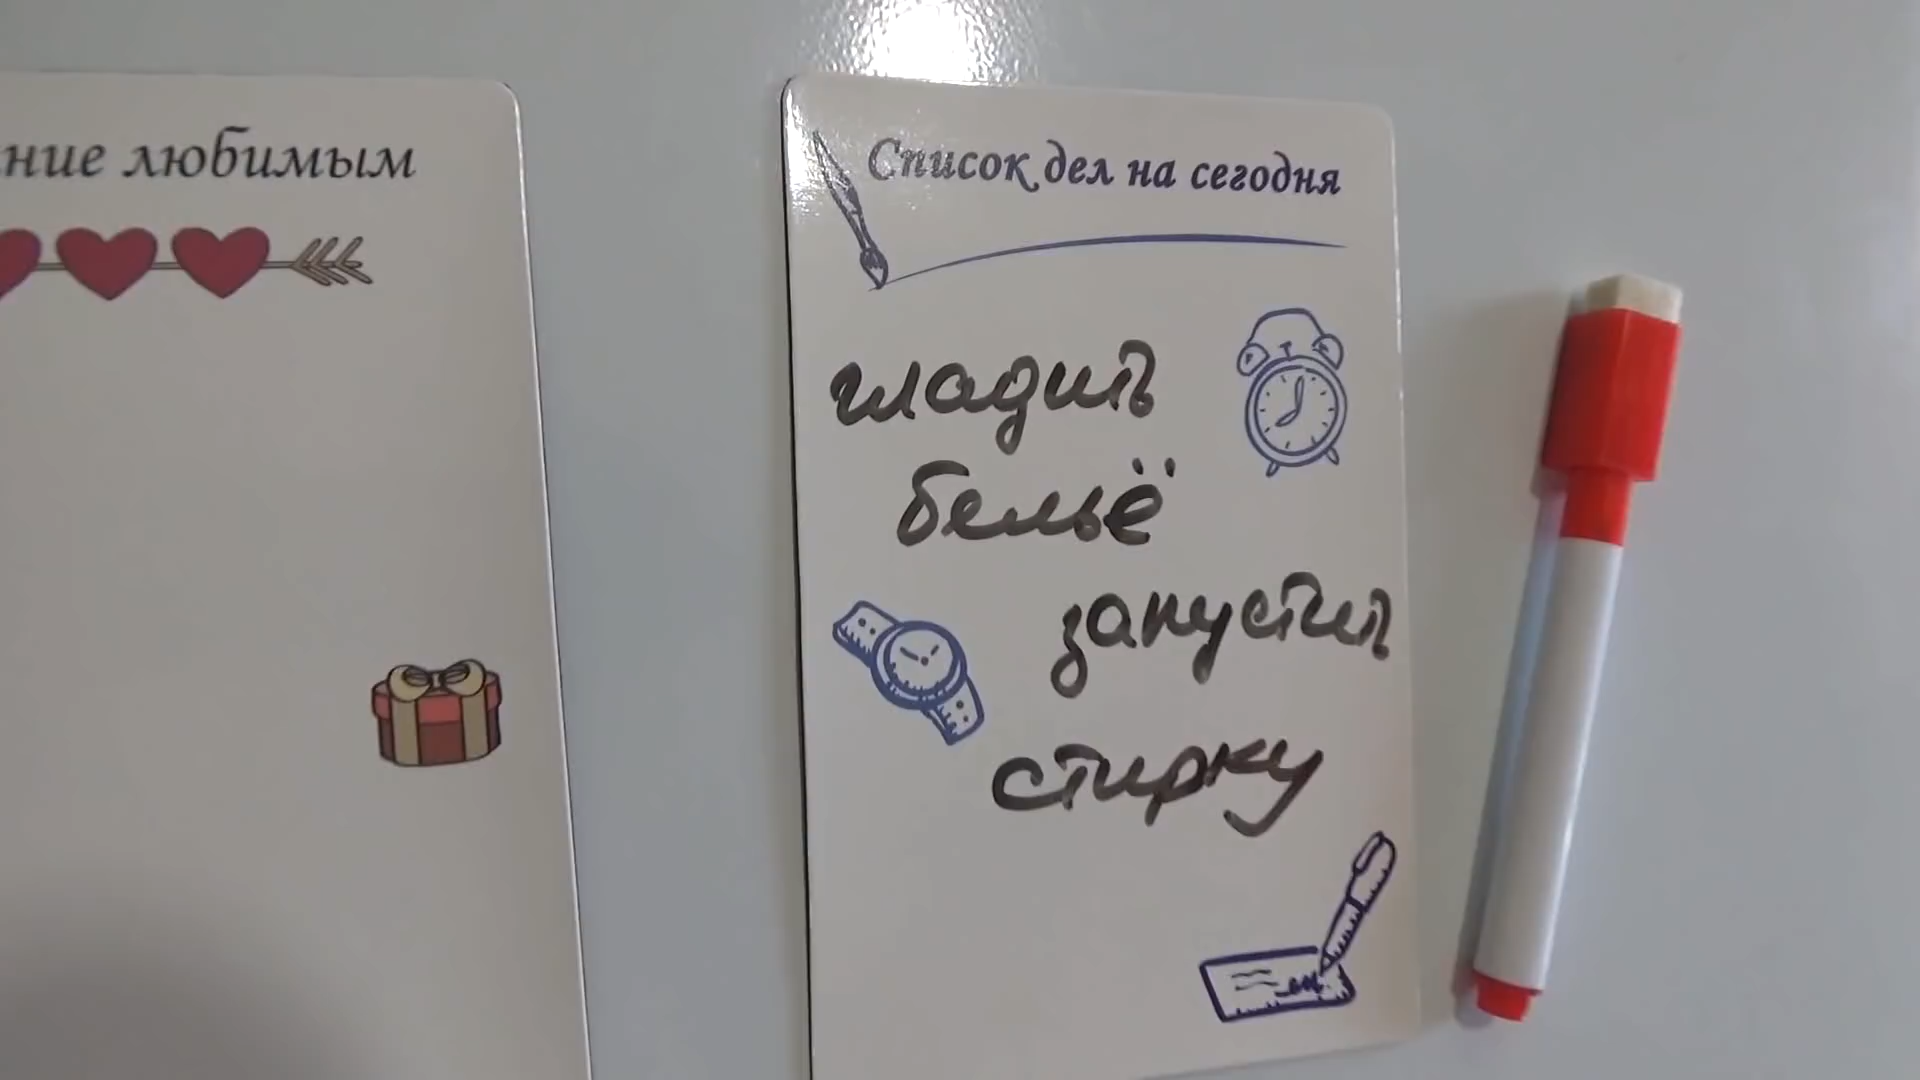 ние любимым
Список дел на сегодня
гладить
бельё
запустить
стирку